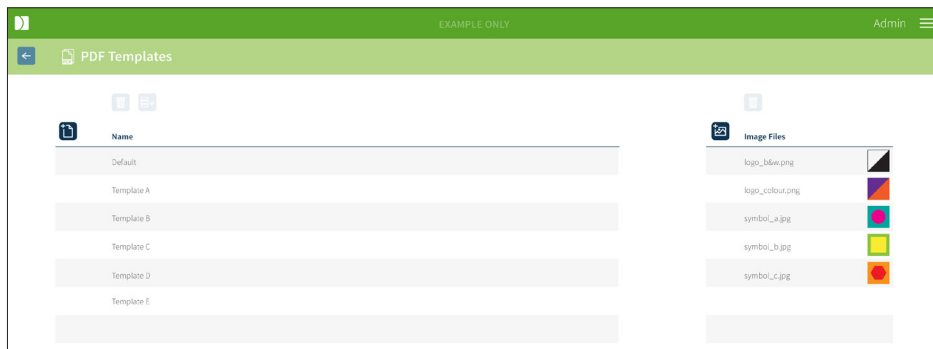 EXAMPLE ONLY
Admin
PDF Templates
Name
Default
Template A
Template B
Template C
Template D
Template E
Image Files
logo_b&w.png
logo_colour.png
symbol_a.jpg
symbol_b.jpg
symbol_c.jpg